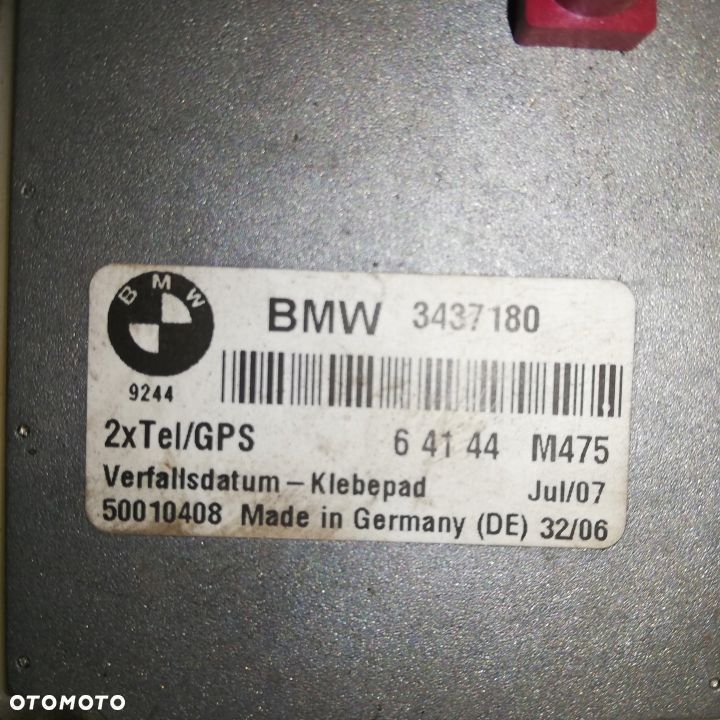 BMW
BMW 3437180
9244
2xTel/GPS 6 41 44 M475
Verfallsdatum – Klebepad Jul/07
50010408 Made in Germany (DE) 32/06
OTOMOTO